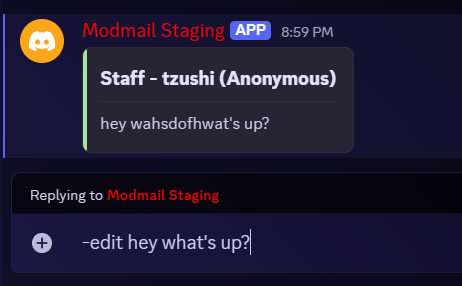 Modmail Staging APP 8:59 PM
Staff - tzushi (Anonymous)
hey wahsdofhwat's up?
Replying to Modmail Staging
-edit hey what's up?